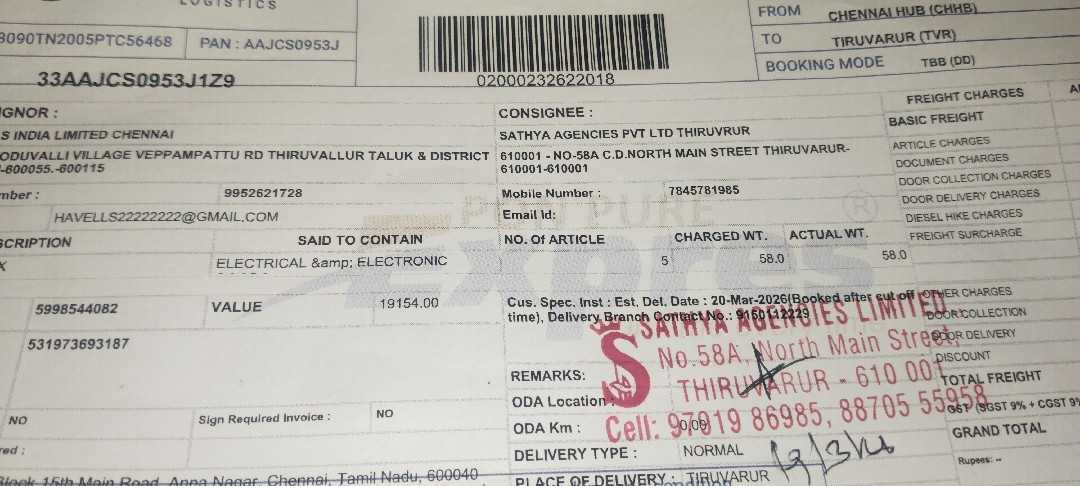 LOGISTICS
3090TN2005PTC56468
PAN : AAJCS0953J
33AAJCS0953J1Z9
02000232622018
FROM CHENNAI HUB (CHHB)
TO TIRUVARUR (TVR)
BOOKING MODE TBB (DD)
IGNOR :
S INDIA LIMITED CHENNAI
ODUVALLI VILLAGE VEPPAMPATTU RD THIRUVALLUR TALUK & DISTRICT
-600055.-600115
mber : 9952621728
HAVELLS22222222@GMAIL.COM
CONSIGNEE :
SATHYA AGENCIES PVT LTD THIRUVRUR
610001 - NO-58A C.D.NORTH MAIN STREET THIRUVARUR-
610001-610001
Mobile Number : 7845781985
Email Id:
SCRIPTION SAID TO CONTAIN NO. Of ARTICLE CHARGED WT. ACTUAL WT.
X ELECTRICAL &amp; ELECTRONIC 5 58.0 58.0
5998544082 VALUE 19154.00
531973693187
Cus. Spec. Inst : Est. Del. Date : 20-Mar-2026(Booked after cut off
time), Delivery Branch Contact No.: 9150112229
REMARKS:
ODA Location :
ODA Km : 0.00
DELIVERY TYPE : NORMAL
PLACE OF DELIVERY : TIRUVARUR
NO Sign Required Invoice : NO
red :
Block, 15th Main Road, Anna Nagar, Chennai, Tamil Nadu, 600040
FREIGHT CHARGES
BASIC FREIGHT
ARTICLE CHARGES
DOCUMENT CHARGES
DOOR COLLECTION CHARGES
DOOR DELIVERY CHARGES
DIESEL HIKE CHARGES
FREIGHT SURCHARGE
OTHER CHARGES
DOOR COLLECTION
DOOR DELIVERY
DISCOUNT
TOTAL FREIGHT
GST (SGST 9% + CGST 9%
GRAND TOTAL
Rupees: --
SATHYA AGENCIES LIMITED
No.58A, North Main Street,
THIRUVARUR - 610 001
Cell: 97919 86985, 88705 55958